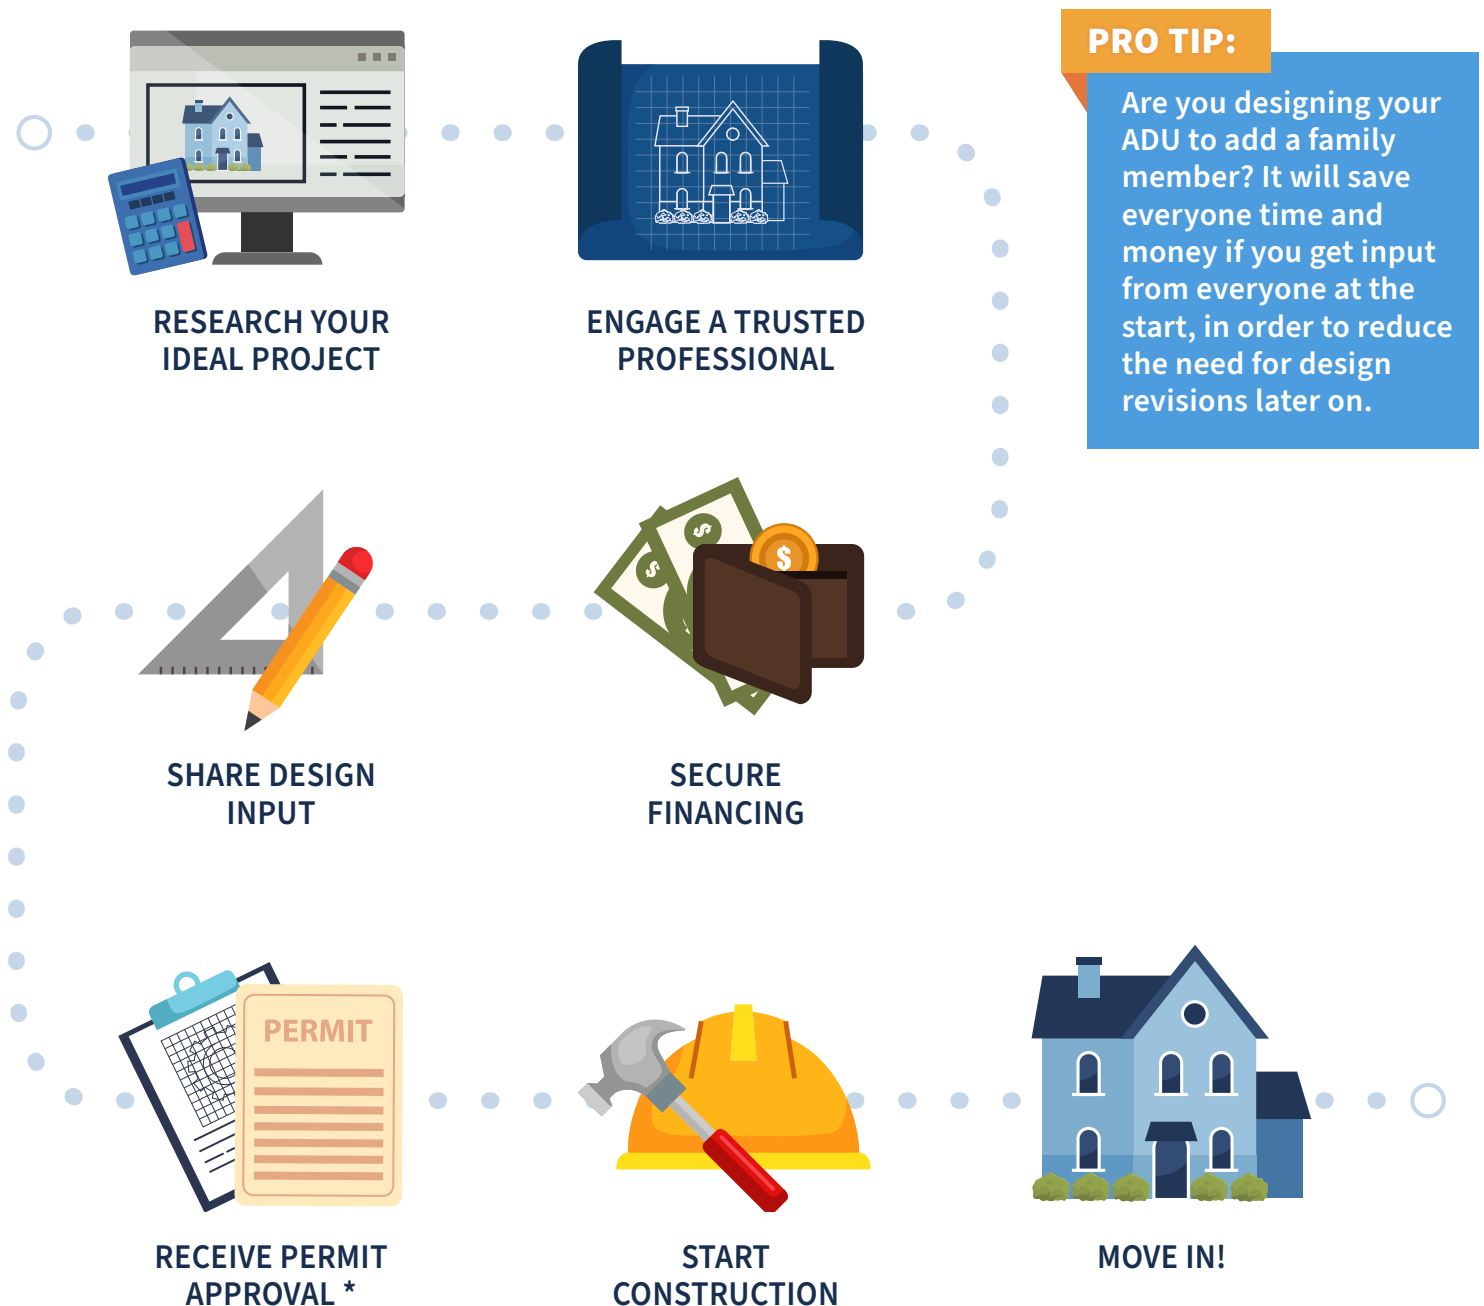 RESEARCH YOUR
IDEAL PROJECT
ENGAGE A TRUSTED
PROFESSIONAL
PRO TIP:
Are you designing your
ADU to add a family
member? It will save
everyone time and
money if you get input
from everyone at the
start, in order to reduce
the need for design
revisions later on.
$
$
$
SECURE
FINANCING
SHARE DESIGN
INPUT
PERMIT
RECEIVE PERMIT
APPROVAL *
START
CONSTRUCTION
MOVE IN!